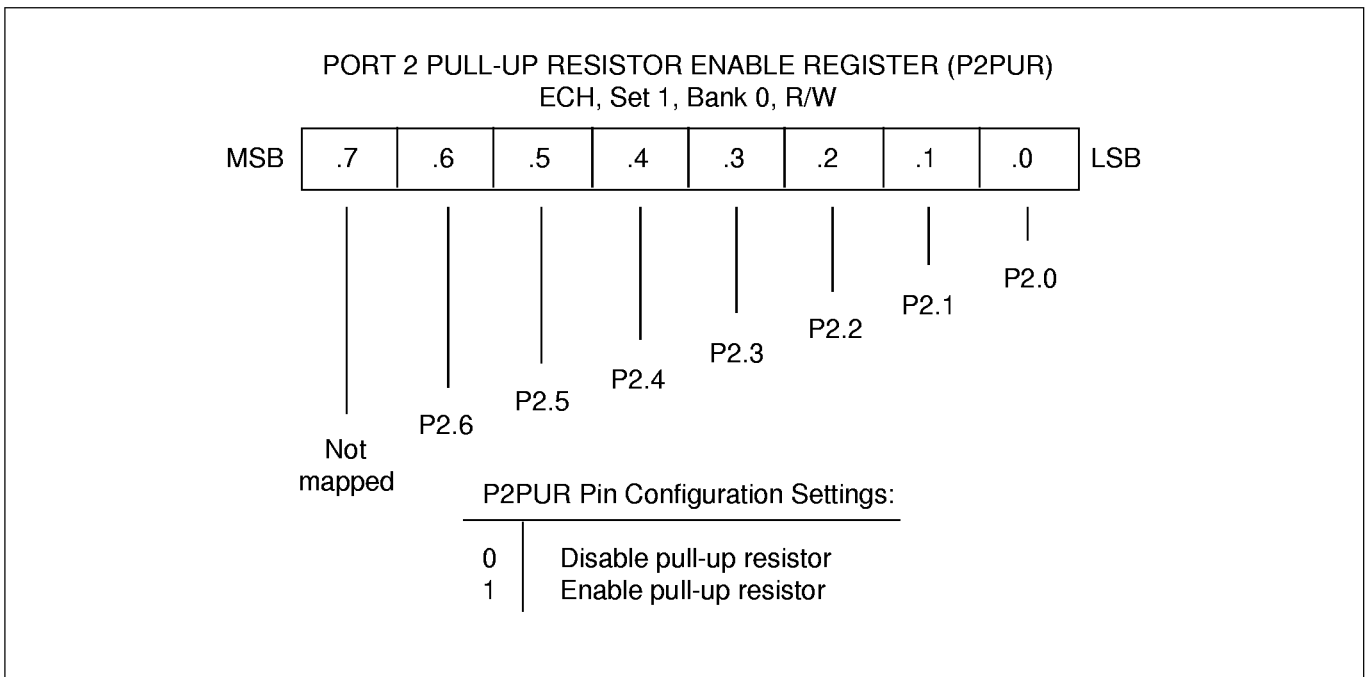 PORT 2 PULL-UP RESISTOR ENABLE REGISTER (P2PUR)
ECH, Set 1, Bank 0, R/W
MSB .7 .6 .5 .4 .3 .2 .1 .0 LSB
P2.0
P2.1
P2.2
P2.3
P2.4
P2.5
P2.6
Not
mapped
P2PUR Pin Configuration Settings:
0 Disable pull-up resistor
1 Enable pull-up resistor